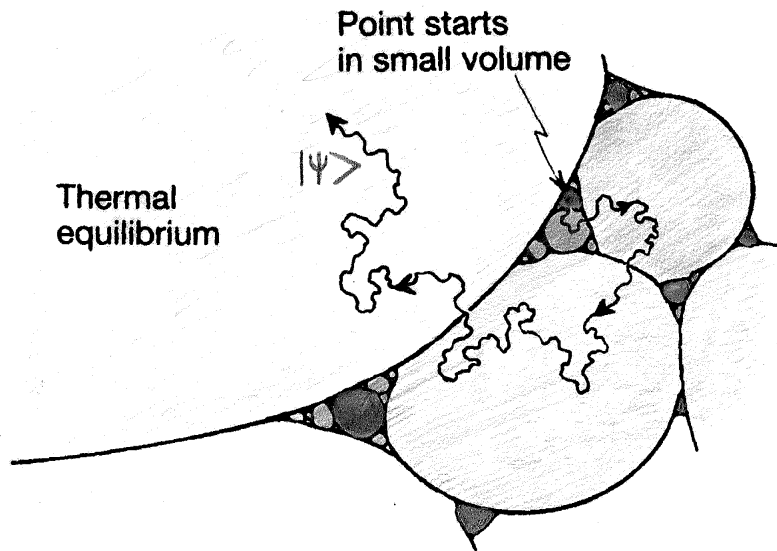 Point starts
in small volume
|Ψ>
Thermal
equilibrium